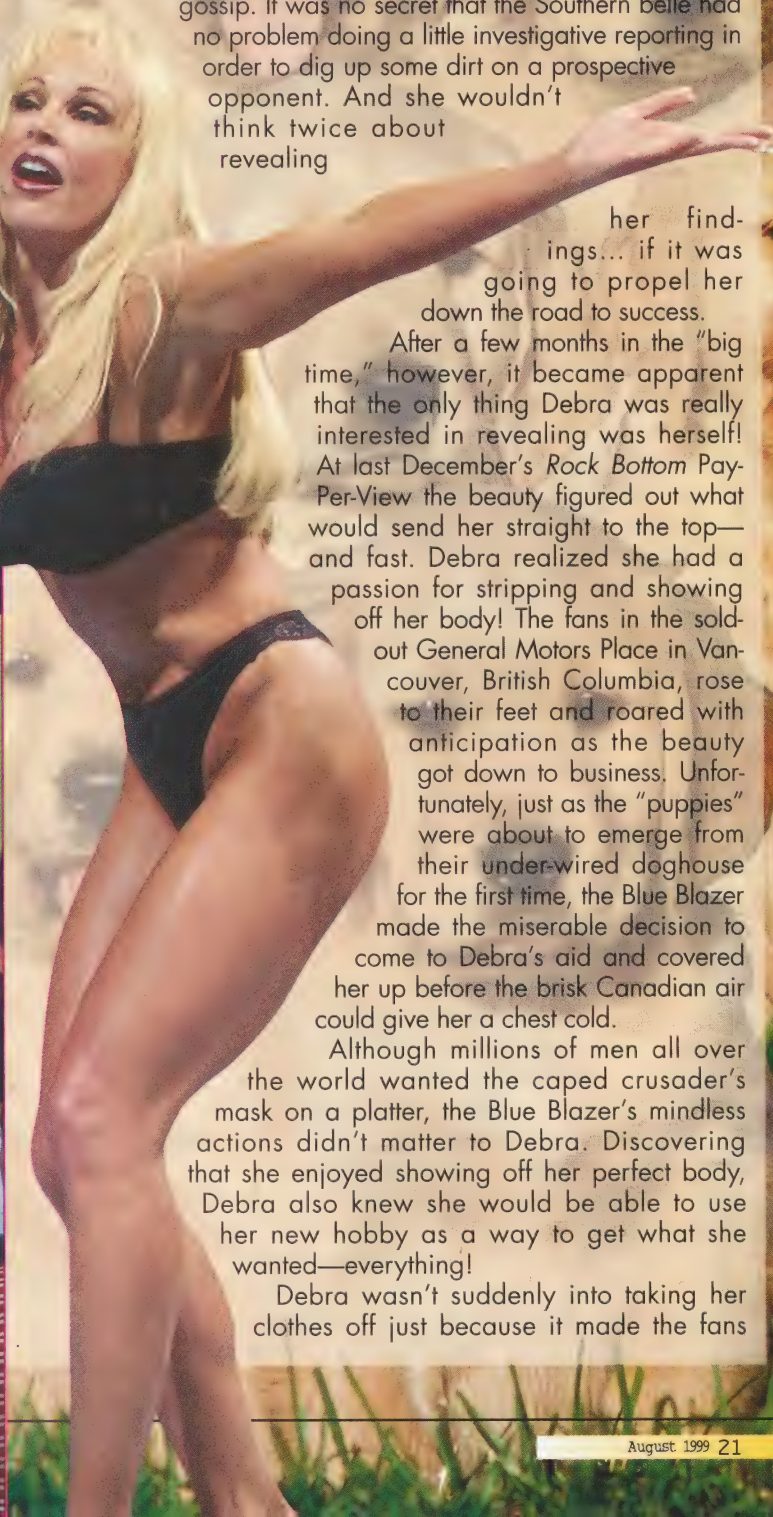 gossip. It was no secret that the Southern belle had
no problem doing a little investigative reporting in
order to dig up some dirt on a prospective
opponent. And she wouldn't
think twice about
revealing
her find-
ings... if it was
going to propel her
down the road to success.
After a few months in the "big
time," however, it became apparent
that the only thing Debra was really
interested in revealing was herself!
At last December's Rock Bottom Pay-
Per-View the beauty figured out what
would send her straight to the top—
and fast. Debra realized she had a
passion for stripping and showing
off her body! The fans in the sold-
out General Motors Place in Van-
couver, British Columbia, rose
to their feet and roared with
anticipation as the beauty
got down to business. Unfor-
tunately, just as the "puppies"
were about to emerge from
their under-wired doghouse
for the first time, the Blue Blazer
made the miserable decision to
come to Debra's aid and covered
her up before the brisk Canadian air
could give her a chest cold.
Although millions of men all over
the world wanted the caped crusader's
mask on a platter, the Blue Blazer's mindless
actions didn't matter to Debra. Discovering
that she enjoyed showing off her perfect body,
Debra also knew she would be able to use
her new hobby as a way to get what she
wanted—everything!
Debra wasn't suddenly into taking her
clothes off just because it made the fans
August 1999 21